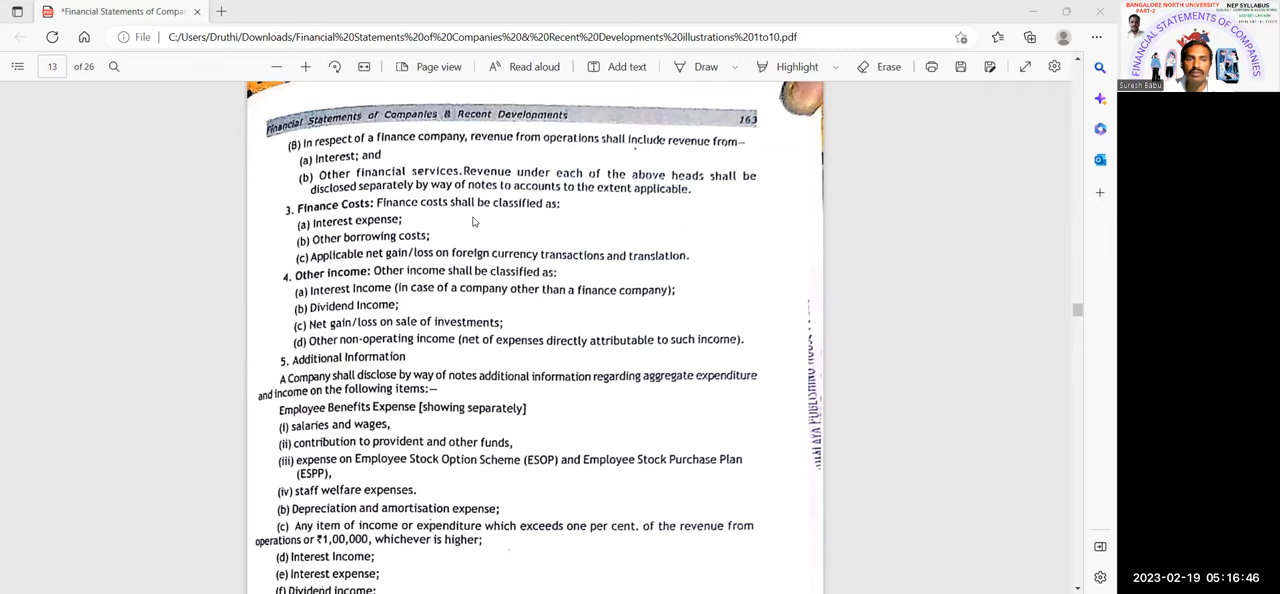 *Financial Statements of Compan
BANGALORE NORTH UNIVERSITY
NEP SYLLABUS
PART-2
FINANCIAL STATEMENTS OF COMPANIES
Suresh Babu
File
C:/Users/Druthi/Downloads/Financial%20Statements%20of%20Companies%20&%20Recent%20Developments%20illustrations%201to10.pdf
13 of 26
Add text
Draw
Highlight
Erase
Financial Statements of Companies & Recent Developments
163
(B) In respect of a finance company, revenue from operations shall include revenue from—
(a) Interest; and
(b) Other financial services.Revenue under each of the above heads shall be
disclosed separately by way of notes to accounts to the extent applicable.
3. Finance Costs: Finance costs shall be classified as:
(a) Interest expense;
(b) Other borrowing costs;
(c) Applicable net gain/loss on foreign currency transactions and translation.
4. Other income: Other income shall be classified as:
(a) Interest Income (in case of a company other than a finance company);
(b) Dividend Income;
(c) Net gain/loss on sale of investments;
(d) Other non-operating income (net of expenses directly attributable to such income).
5. Additional Information
A Company shall disclose by way of notes additional information regarding aggregate expenditure
and income on the following items:—
Employee Benefits Expense [showing separately]
(i) salaries and wages,
(ii) contribution to provident and other funds,
(iii) expense on Employee Stock Option Scheme (ESOP) and Employee Stock Purchase Plan
(ESPP),
(iv) staff welfare expenses.
(b) Depreciation and amortisation expense;
(c) Any item of income or expenditure which exceeds one per cent. of the revenue from
operations or ₹1,00,000, whichever is higher;
(d) Interest Income;
(e) Interest expense;
(f) Dividend income;
PUBLISHING
2023-02-19 05:16:46